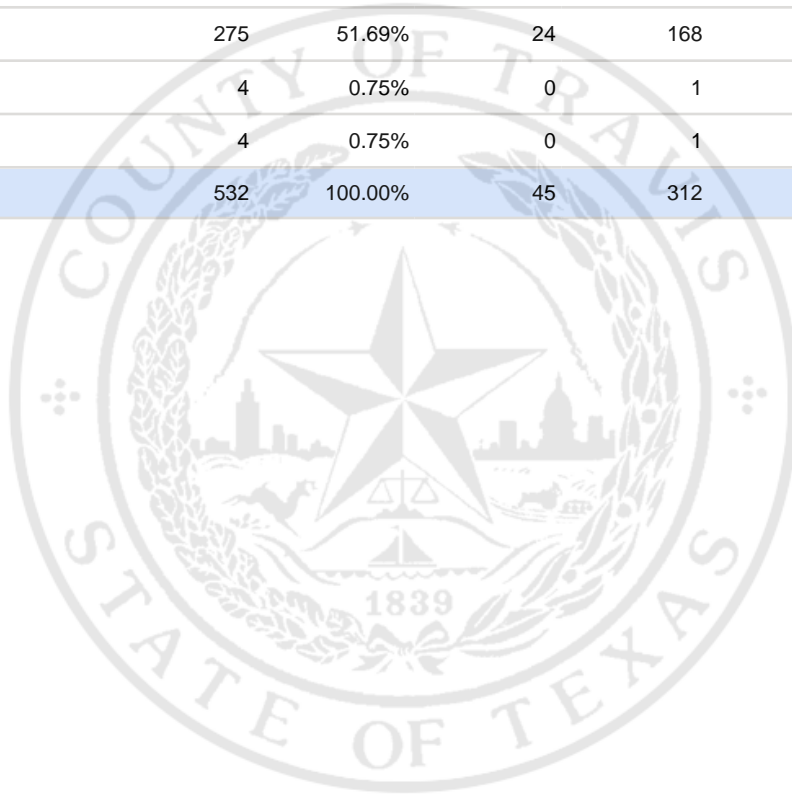 275 51.69% 24 168
4 0.75% 0 1
4 0.75% 0 1
532 100.00% 45 312
COUNTY OF TRAVIS
1839
STATE OF TEXAS